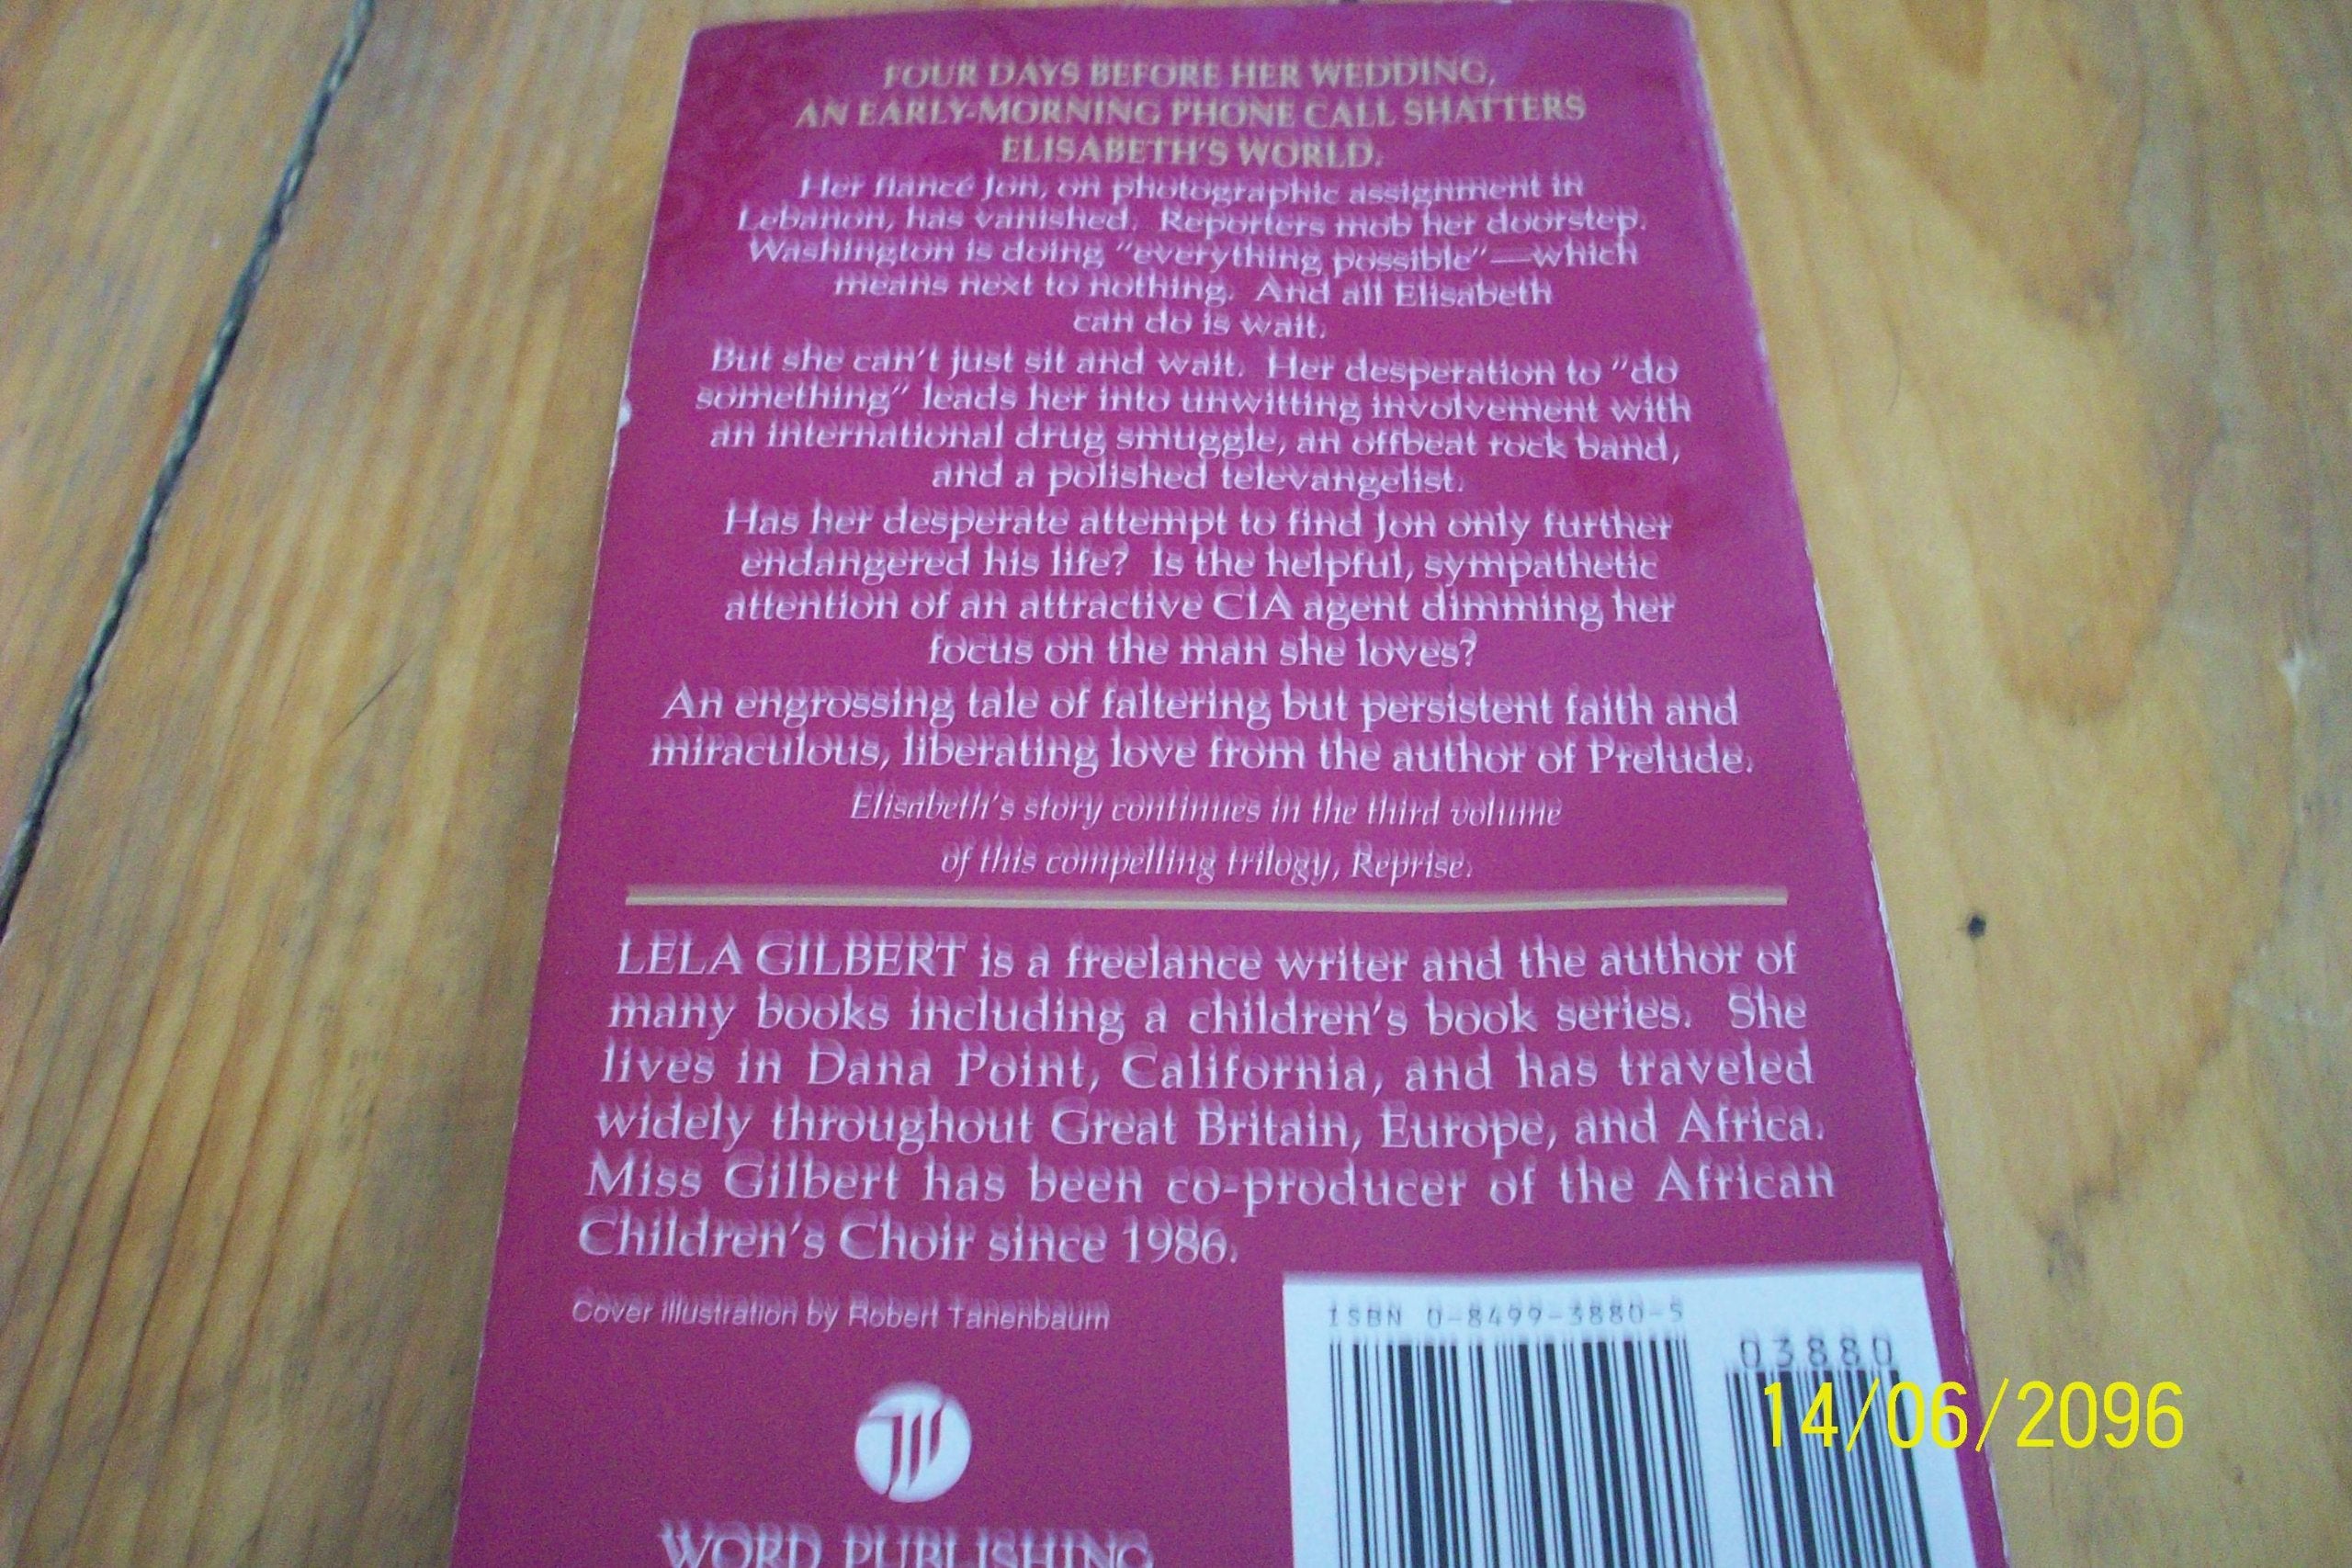 FOUR DAYS BEFORE HER WEDDING,
AN EARLY-MORNING PHONE CALL SHATTERS
ELISABETH'S WORLD.
Her fiancé Jon, on photographic assignment in
Lebanon, has vanished. Reporters mob her doorstep.
Washington is doing "everything possible"—which
means next to nothing. And all Elisabeth
can do is wait.
But she can't just sit and wait. Her desperation to "do
something" leads her into unwitting involvement with
an international drug smuggle, an offbeat rock band,
and a polished televangelist.
Has her desperate attempt to find Jon only further
endangered his life? Is the helpful, sympathetic
attention of an attractive CIA agent dimming her
focus on the man she loves?
An engrossing tale of faltering but persistent faith and
miraculous, liberating love from the author of Prelude.
Elisabeth's story continues in the third volume
of this compelling trilogy, Reprise.
LELA GILBERT is a freelance writer and the author of
many books including a children's book series. She
lives in Dana Point, California, and has traveled
widely throughout Great Britain, Europe, and Africa.
Miss Gilbert has been co-producer of the African
Children's Choir since 1986.
Cover illustration by Robert Tanenbaum
ISBN 0-8499-3880-5
03880
14/06/2096
WORD PUBLISHING